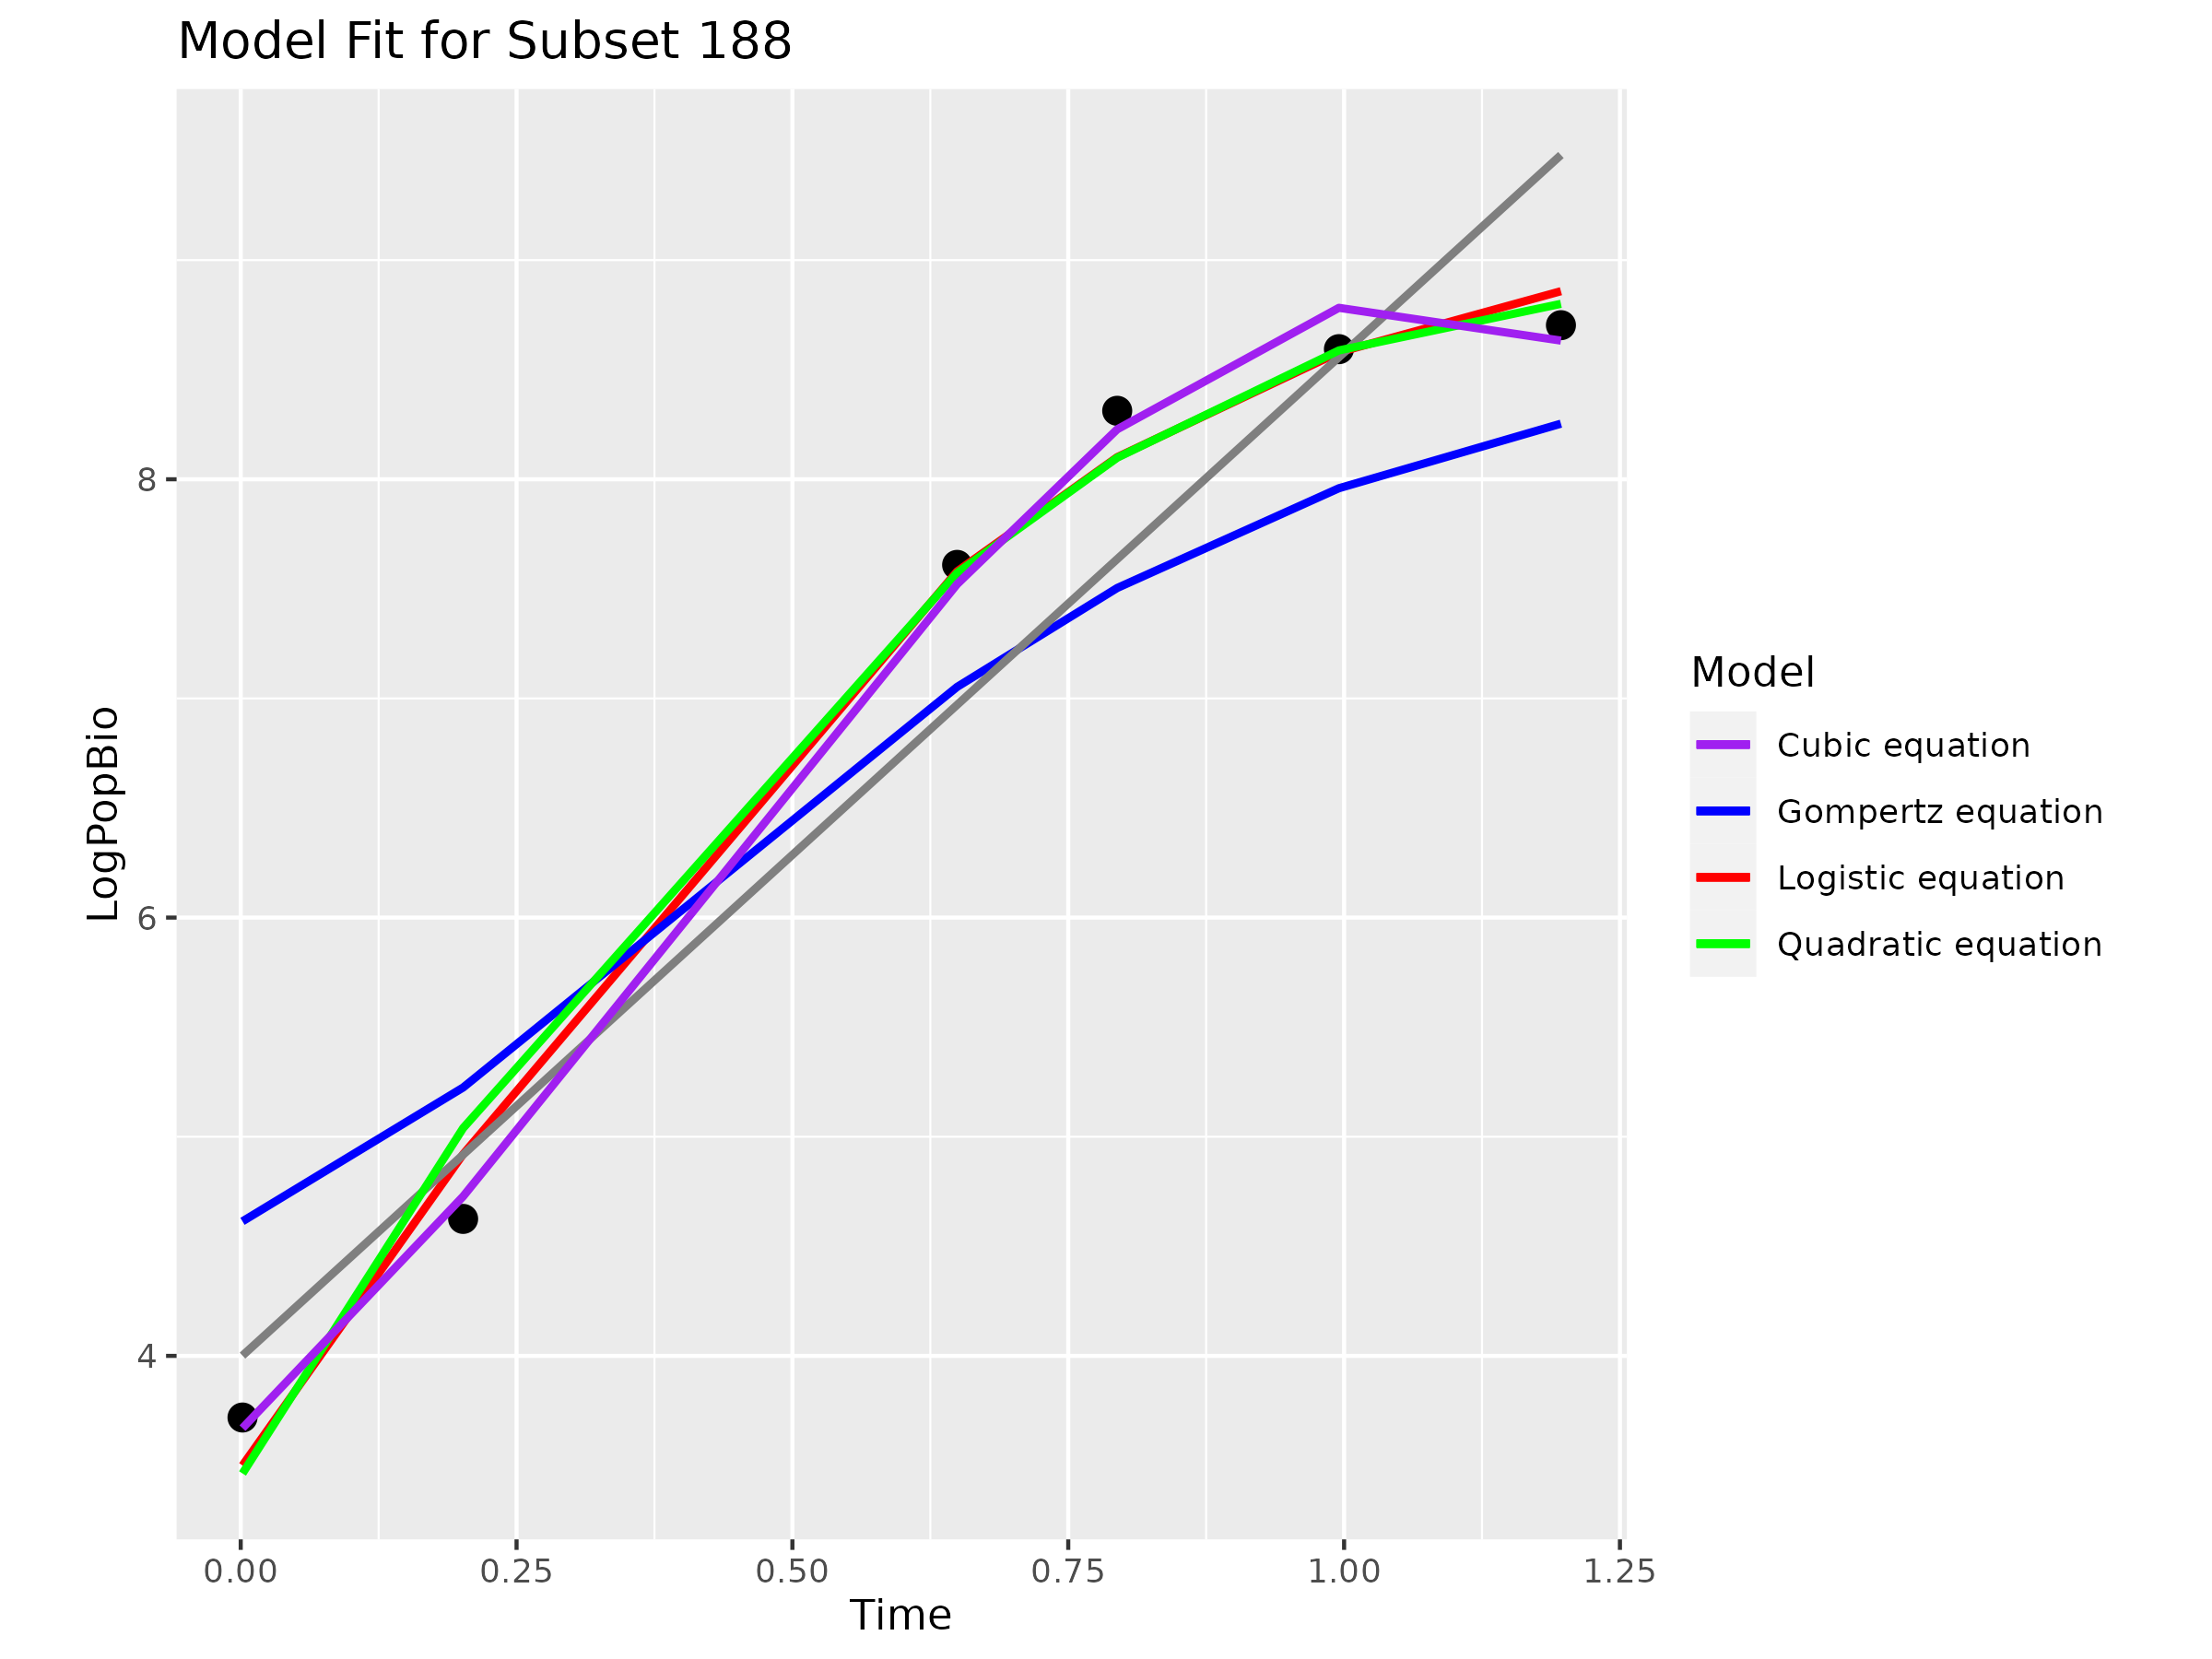 Model Fit for Subset 188
LogPopBio
8
6
4
0.00 0.25 0.50 0.75 1.00 1.25
Time
Model
Cubic equation
Gompertz equation
Logistic equation
Quadratic equation